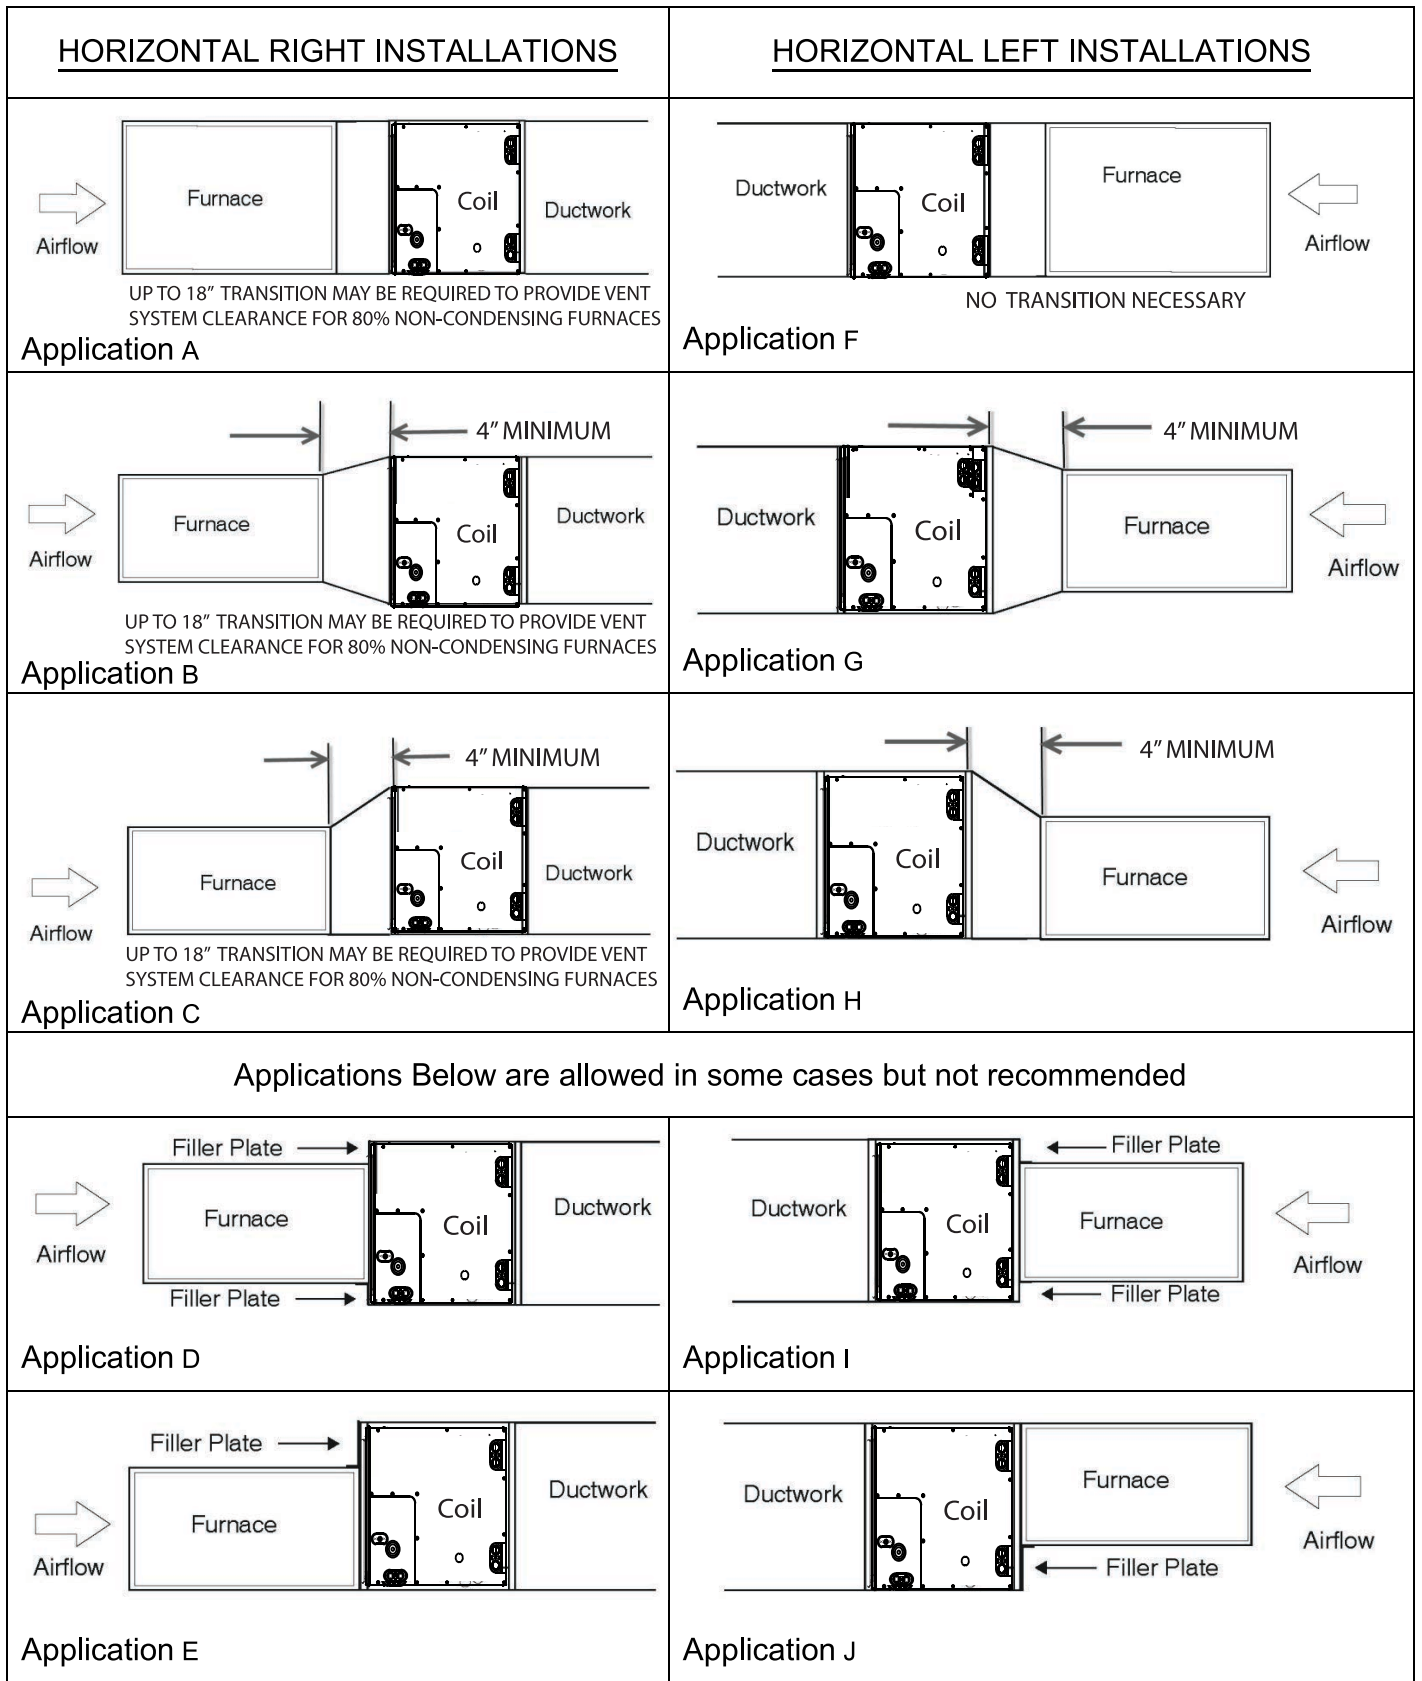 HORIZONTAL RIGHT INSTALLATIONS
HORIZONTAL LEFT INSTALLATIONS
Furnace
Coil
Ductwork
Airflow
UP TO 18” TRANSITION MAY BE REQUIRED TO PROVIDE VENT
SYSTEM CLEARANCE FOR 80% NON-CONDENSING FURNACES
Application A
Ductwork
Coil
Furnace
Airflow
NO TRANSITION NECESSARY
Application F
4” MINIMUM
Furnace
Coil
Ductwork
Airflow
UP TO 18” TRANSITION MAY BE REQUIRED TO PROVIDE VENT
SYSTEM CLEARANCE FOR 80% NON-CONDENSING FURNACES
Application B
4” MINIMUM
Ductwork
Coil
Furnace
Airflow
Application G
4” MINIMUM
Furnace
Coil
Ductwork
Airflow
UP TO 18” TRANSITION MAY BE REQUIRED TO PROVIDE VENT
SYSTEM CLEARANCE FOR 80% NON-CONDENSING FURNACES
Application C
4” MINIMUM
Ductwork
Coil
Furnace
Airflow
Application H
Applications Below are allowed in some cases but not recommended
Filler Plate
Furnace
Coil
Ductwork
Airflow
Filler Plate
Application D
Filler Plate
Ductwork
Coil
Furnace
Airflow
Filler Plate
Application I
Filler Plate
Furnace
Coil
Ductwork
Airflow
Application E
Ductwork
Coil
Furnace
Airflow
Filler Plate
Application J